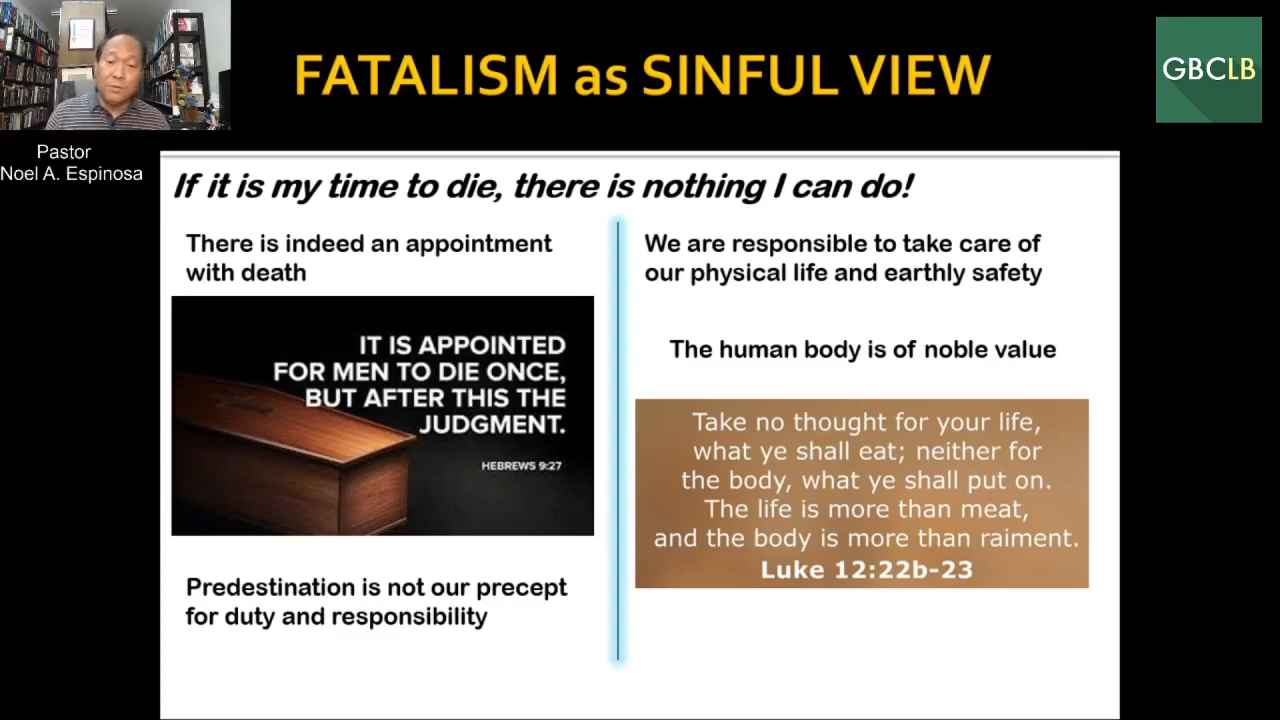 FATALISM as SINFUL VIEW
GBCLB
Pastor
Noel A. Espinosa
If it is my time to die, there is nothing I can do!
There is indeed an appointment
with death
IT IS APPOINTED
FOR MEN TO DIE ONCE,
BUT AFTER THIS THE
JUDGMENT.
HEBREWS 9:27
Predestination is not our precept
for duty and responsibility
We are responsible to take care of
our physical life and earthly safety
The human body is of noble value
Take no thought for your life,
what ye shall eat; neither for
the body, what ye shall put on.
The life is more than meat,
and the body is more than raiment.
Luke 12:22b-23